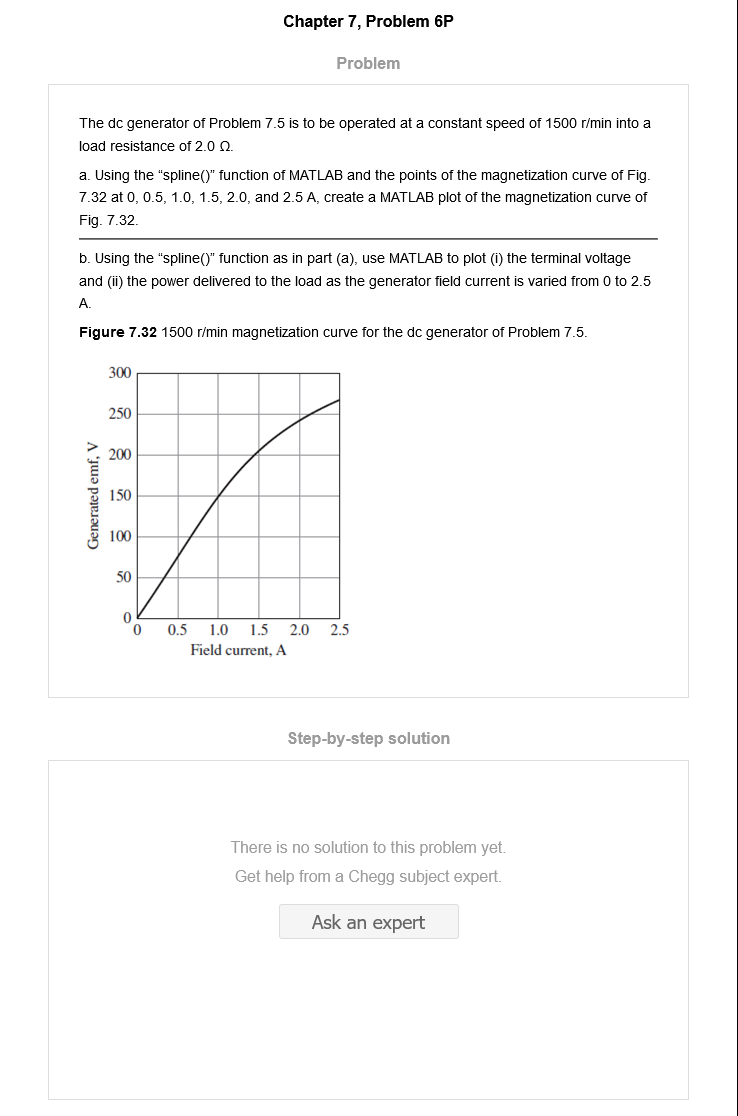 Chapter 7, Problem 6P
Problem
The dc generator of Problem 7.5 is to be operated at a constant speed of 1500 r/min into a
load resistance of 2.0 Ω.
a. Using the “spline()” function of MATLAB and the points of the magnetization curve of Fig.
7.32 at 0, 0.5, 1.0, 1.5, 2.0, and 2.5 A, create a MATLAB plot of the magnetization curve of
Fig. 7.32.
b. Using the “spline()” function as in part (a), use MATLAB to plot (i) the terminal voltage
and (ii) the power delivered to the load as the generator field current is varied from 0 to 2.5
A.
Figure 7.32 1500 r/min magnetization curve for the dc generator of Problem 7.5.
300
250
200
150
100
50
0
Generated emf, V
0 0.5 1.0 1.5 2.0 2.5
Field current, A
Step-by-step solution
There is no solution to this problem yet.
Get help from a Chegg subject expert.
Ask an expert